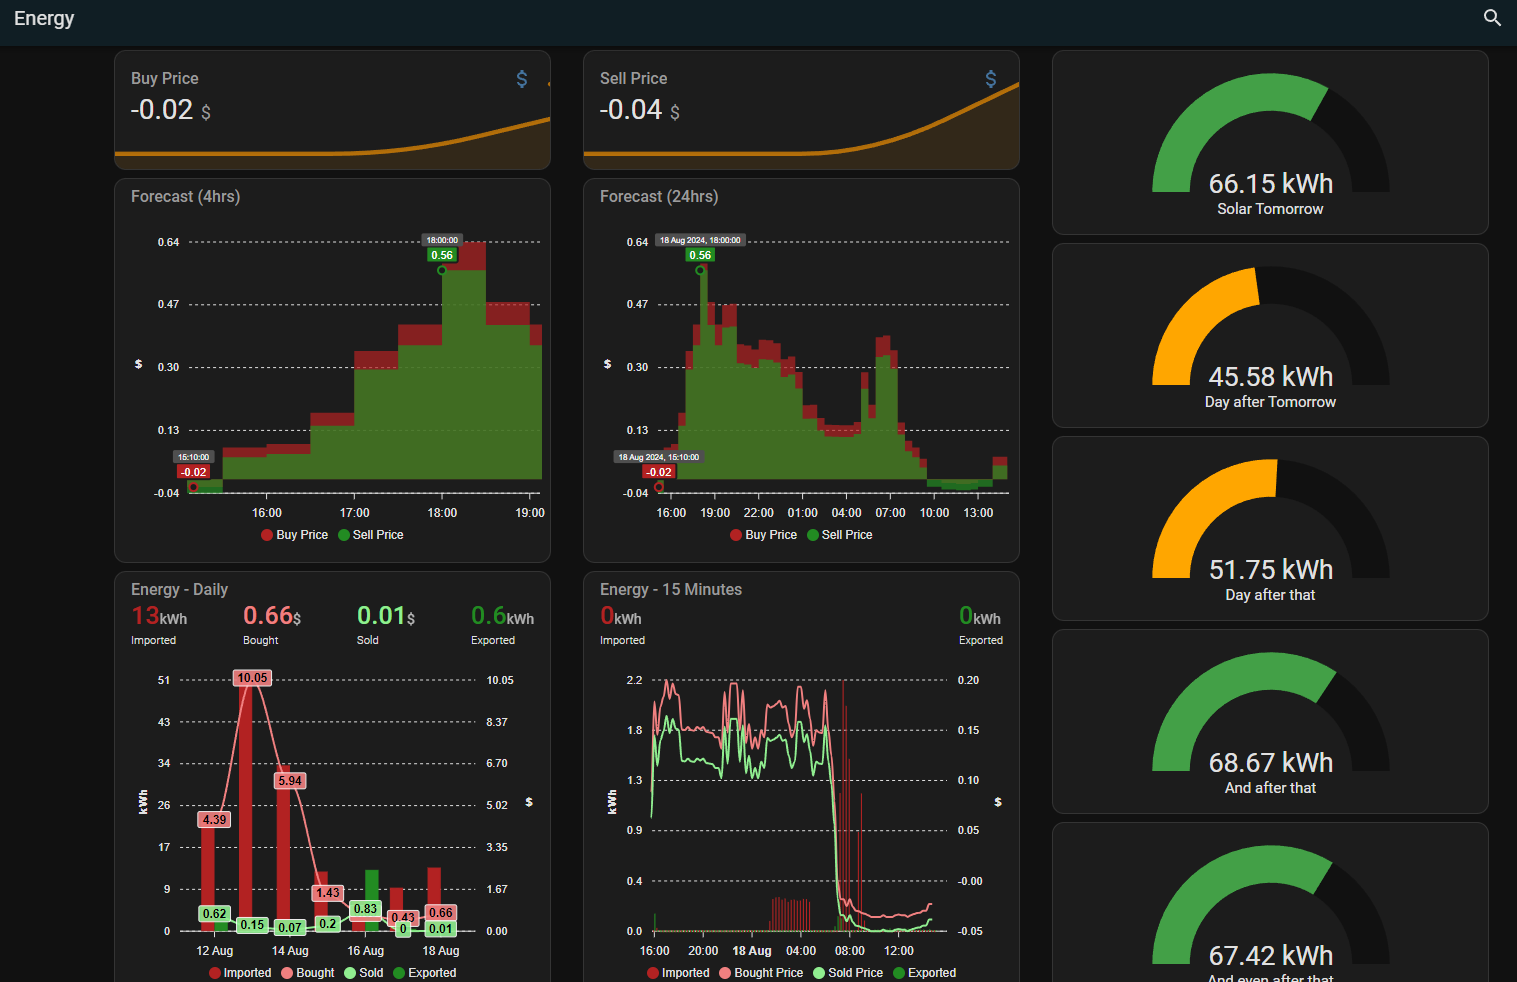 Energy
Buy Price
$
-0.02 $
Sell Price
$
-0.04 $
66.15 kWh
Solar Tomorrow
Forecast (4hrs)
0.64
0.47
0.30
0.13
-0.04
$
18:00:00
0.56
15:10:00
-0.02
16:00 17:00 18:00 19:00
Buy Price Sell Price
Forecast (24hrs)
0.64
0.47
0.30
0.13
-0.04
$
18 Aug 2024, 18:00:00
0.56
18 Aug 2024, 15:10:00
-0.02
16:00 19:00 22:00 01:00 04:00 07:00 10:00 13:00
Buy Price Sell Price
45.58 kWh
Day after Tomorrow
51.75 kWh
Day after that
Energy - Daily
13kWh 0.66$ 0.01$ 0.6kWh
Imported Bought Sold Exported
51 10.05
43 8.37
34 6.70
26 5.02
17 3.35
9 1.67
0 0.00
kWh
$
4.39
10.05
5.94
1.43
0.83
0.43
0.66
0.62
0.15
0.07
0.2
0
0.01
12 Aug 14 Aug 16 Aug 18 Aug
Imported Bought Sold Exported
Energy - 15 Minutes
0kWh 0kWh
Imported Exported
2.2 0.20
1.8 0.15
1.3 0.10
0.9 0.05
0.4 -0.00
0.0 -0.05
kWh
$
16:00 20:00 18 Aug 04:00 08:00 12:00
Imported Bought Price Sold Price Exported
68.67 kWh
And after that
67.42 kWh
And even after that